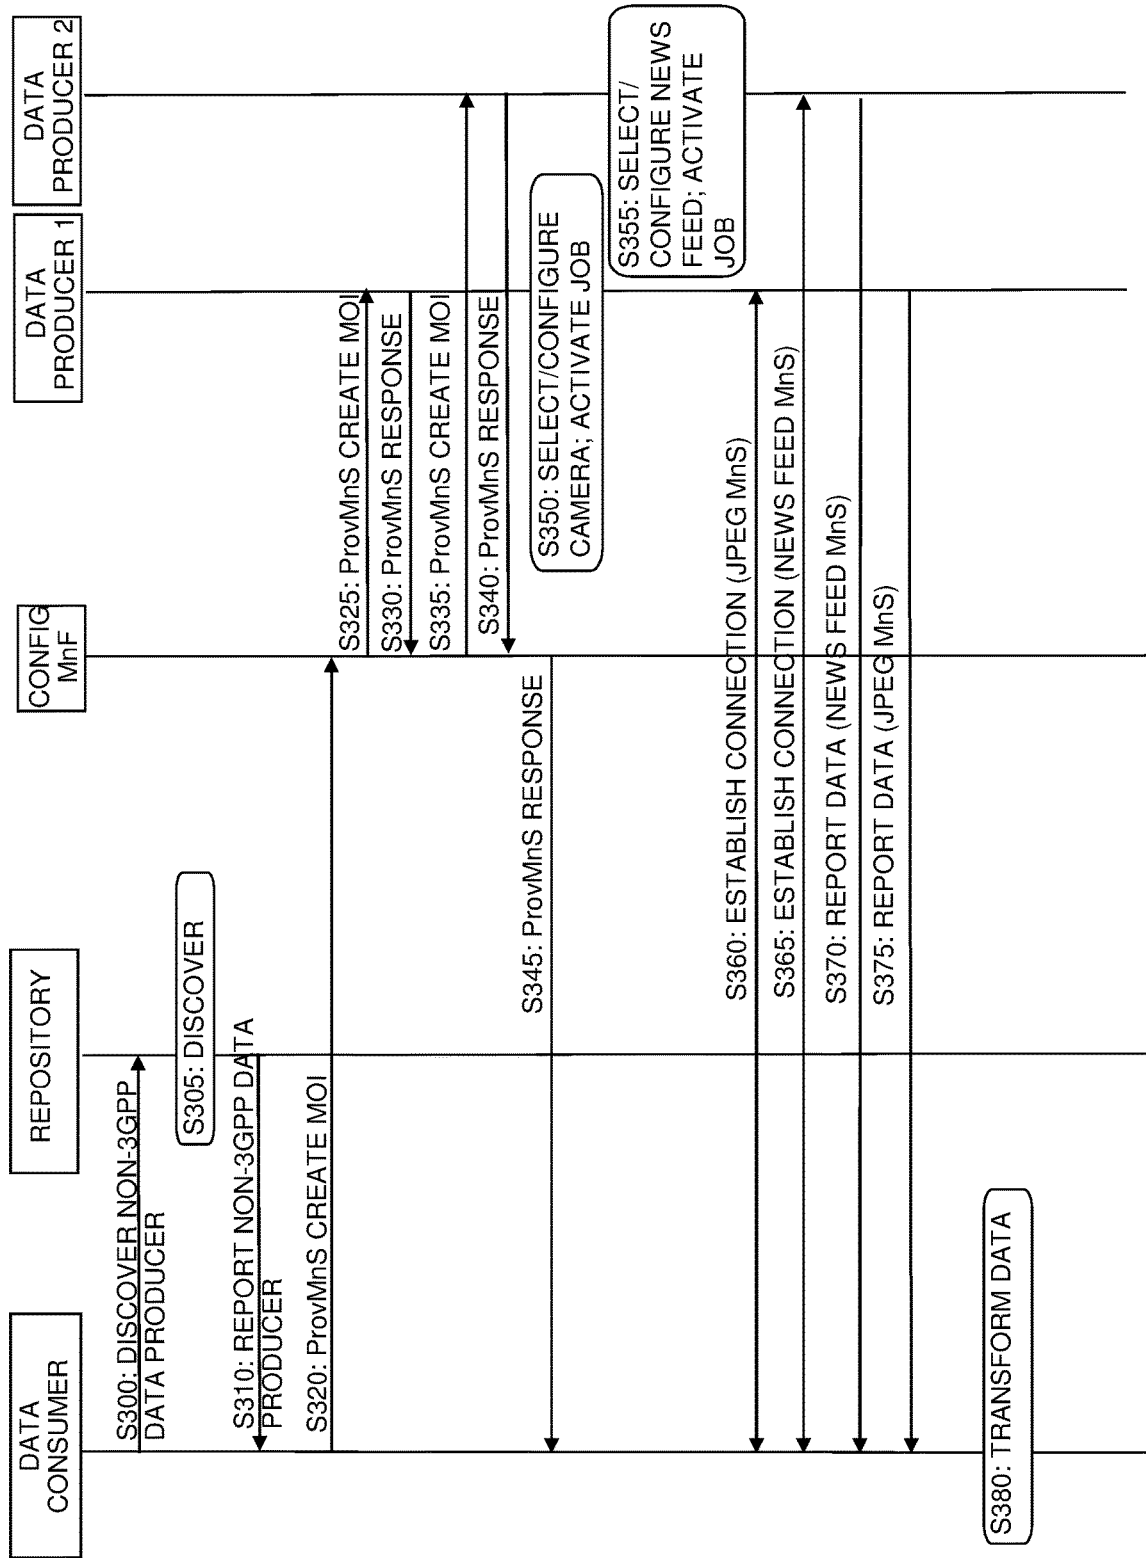 DATA
CONSUMER
REPOSITORY
CONFIG
MnF
DATA
PRODUCER 1
DATA
PRODUCER 2
S300: DISCOVER NON-3GPP
DATA PRODUCER
S305: DISCOVER
S310: REPORT NON-3GPP DATA
PRODUCER
S320: ProvMnS CREATE MOI
S325: ProvMnS CREATE MOI
S330: ProvMnS RESPONSE
S335: ProvMnS CREATE MOI
S340: ProvMnS RESPONSE
S345: ProvMnS RESPONSE
S350: SELECT/CONFIGURE
CAMERA; ACTIVATE JOB
S355: SELECT/
CONFIGURE NEWS
FEED; ACTIVATE
JOB
S360: ESTABLISH CONNECTION (JPEG MnS)
S365: ESTABLISH CONNECTION (NEWS FEED MnS)
S370: REPORT DATA (NEWS FEED MnS)
S375: REPORT DATA (JPEG MnS)
S380: TRANSFORM DATA